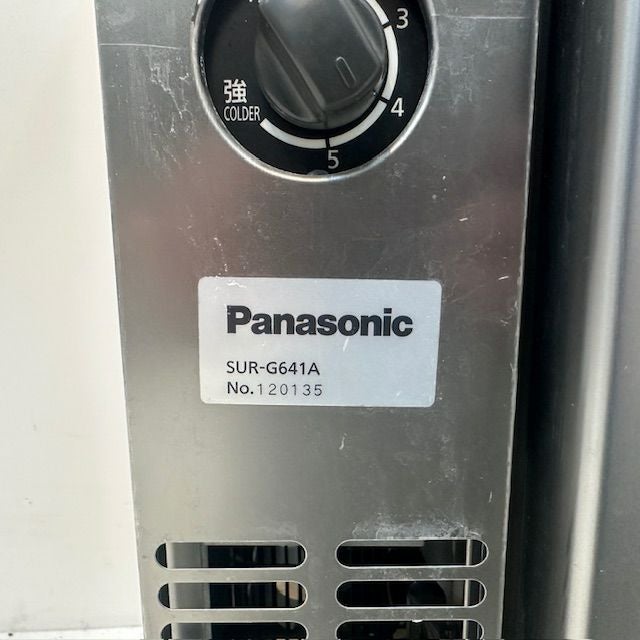 3
強
COLDER
4
5
Panasonic
SUR-G641A
No.120135